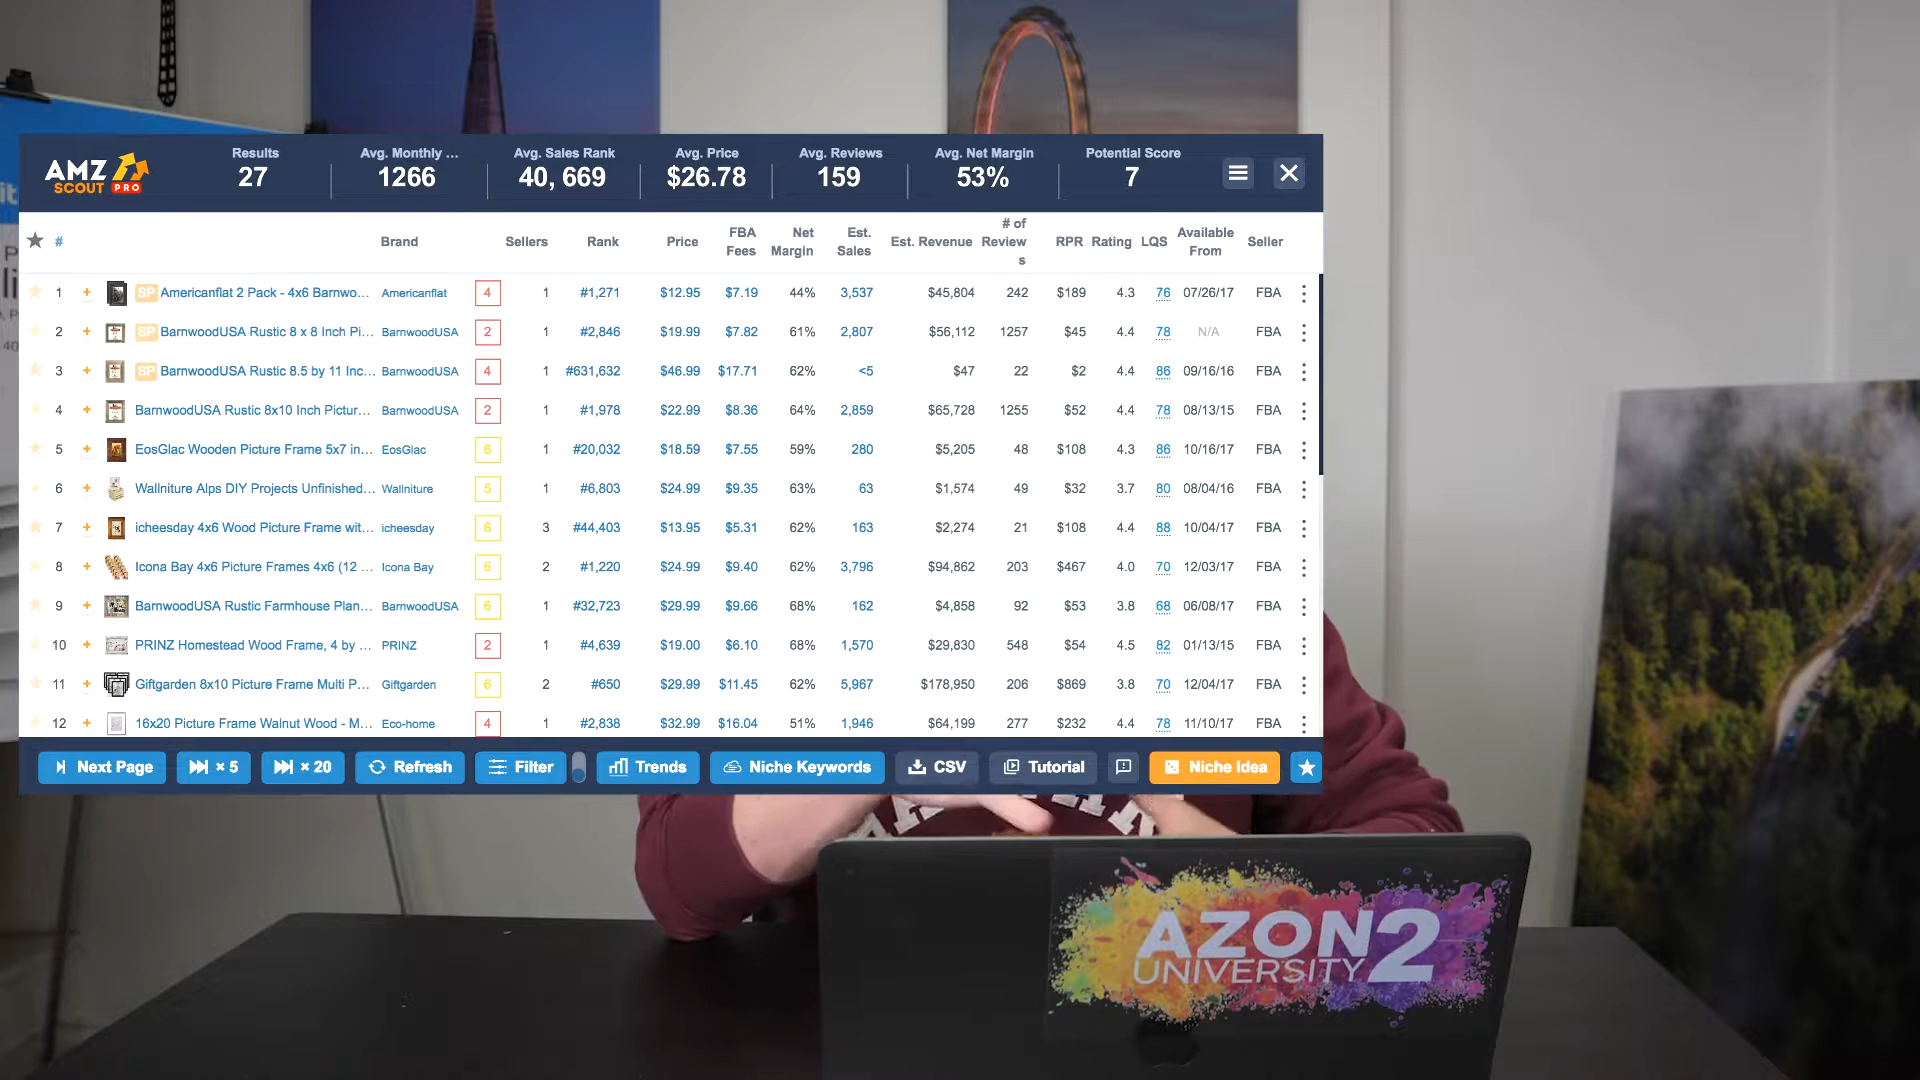 AMZ
SCOUT PRO
Results
27
Avg. Monthly ...
1266
Avg. Sales Rank
40, 669
Avg. Price
$26.78
Avg. Reviews
159
Avg. Net Margin
53%
Potential Score
7
# Brand Sellers Rank Price FBA Fees Net Margin Est. Sales Est. Revenue # of Reviews RPR Rating LQS Available From Seller
1 + SP Americanflat 2 Pack - 4x6 Barnwo... Americanflat 4 1 #1,271 $12.95 $7.19 44% 3,537 $45,804 242 $189 4.3 76 07/26/17 FBA
2 + SP BarnwoodUSA Rustic 8 x 8 Inch Pi... BarnwoodUSA 2 1 #2,846 $19.99 $7.82 61% 2,807 $56,112 1257 $45 4.4 78 N/A FBA
3 + SP BarnwoodUSA Rustic 8.5 by 11 Inc... BarnwoodUSA 4 1 #631,632 $46.99 $17.71 62% <5 $47 22 $2 4.4 86 09/16/16 FBA
4 + BarnwoodUSA Rustic 8x10 Inch Pictur... BarnwoodUSA 2 1 #1,978 $22.99 $8.36 64% 2,859 $65,728 1255 $52 4.4 78 08/13/15 FBA
5 + EosGlac Wooden Picture Frame 5x7 in... EosGlac 6 1 #20,032 $18.59 $7.55 59% 280 $5,205 48 $108 4.3 86 10/16/17 FBA
6 + Wallniture Alps DIY Projects Unfinished... Wallniture 5 1 #6,803 $24.99 $9.35 63% 63 $1,574 49 $32 3.7 80 08/04/16 FBA
7 + icheesday 4x6 Wood Picture Frame wit... icheesday 6 3 #44,403 $13.95 $5.31 62% 163 $2,274 21 $108 4.4 88 10/04/17 FBA
8 + Icona Bay 4x6 Picture Frames 4x6 (12 ... Icona Bay 6 2 #1,220 $24.99 $9.40 62% 3,796 $94,862 203 $467 4.0 70 12/03/17 FBA
9 + BarnwoodUSA Rustic Farmhouse Plan... BarnwoodUSA 6 1 #32,723 $29.99 $9.66 68% 162 $4,858 92 $53 3.8 68 06/08/17 FBA
10 + PRINZ Homestead Wood Frame, 4 by ... PRINZ 2 1 #4,639 $19.00 $6.10 68% 1,570 $29,830 548 $54 4.5 82 01/13/15 FBA
11 + Giftgarden 8x10 Picture Frame Multi P... Giftgarden 6 2 #650 $29.99 $11.45 62% 5,967 $178,950 206 $869 3.8 70 12/04/17 FBA
12 + 16x20 Picture Frame Walnut Wood - M... Eco-home 4 1 #2,838 $32.99 $16.04 51% 1,946 $64,199 277 $232 4.4 78 11/10/17 FBA
Next Page × 5 × 20 Refresh Filter Trends Niche Keywords CSV Tutorial Niche Idea
AZON2
UNIVERSITY